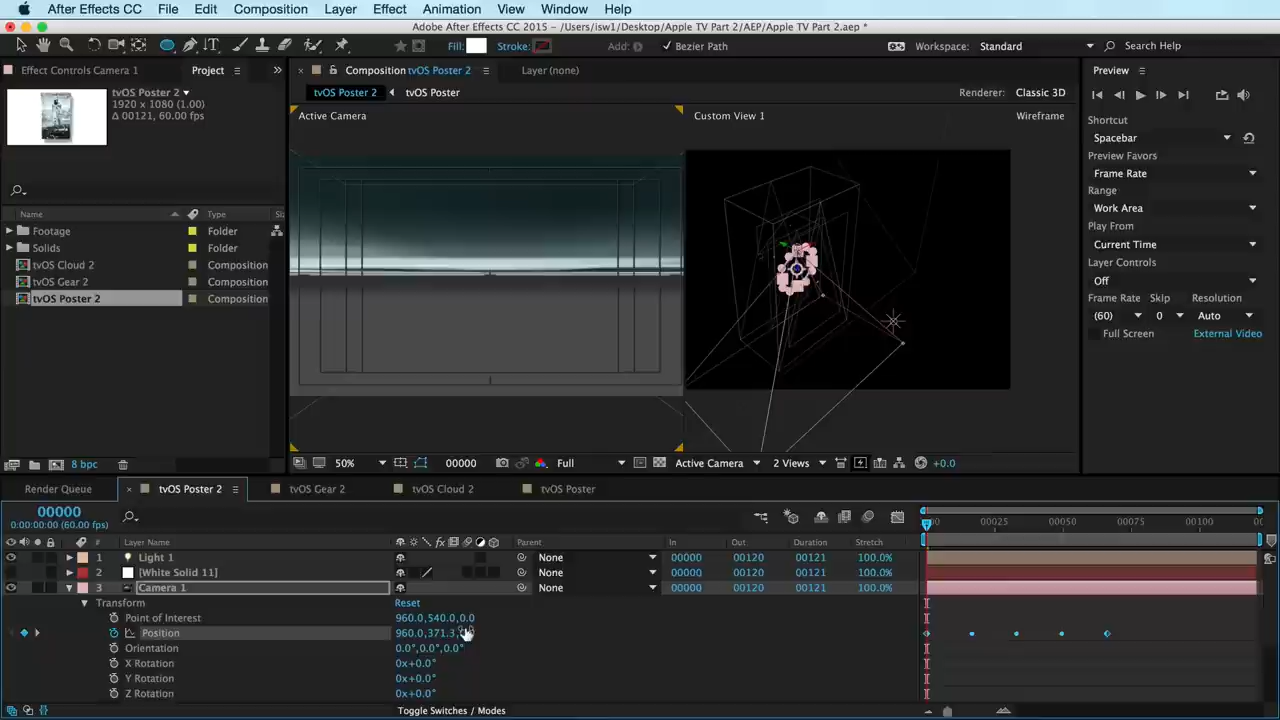 After Effects CC File Edit Composition Layer Effect Animation View Window Help
Adobe After Effects CC 2015 - /Users/isw1/Desktop/Apple TV Part 2/AEP/Apple TV Part 2.aep *
Fill: Stroke: Add: Bezier Path Workspace: Standard Search Help
Effect Controls Camera 1 Project Composition tvOS Poster 2 Layer (none) Preview
tvOS Poster 2
1920 x 1080 (1.00)
Δ 00121, 60.00 fps
tvOS Poster 2 tvOS Poster Renderer: Classic 3D
Active Camera Custom View 1 Wireframe
Shortcut
Spacebar
Preview Favors
Frame Rate
Range
Work Area
Play From
Current Time
Layer Controls
Off
Frame Rate Skip Resolution
(60) 0 Auto
Full Screen External Video
Name Type
Footage Folder
Solids Folder
tvOS Cloud 2 Composition
tvOS Gear 2 Composition
tvOS Poster 2 Composition
8 bpc 50% 00000 Full Active Camera 2 Views +0.0
Render Queue tvOS Poster 2 tvOS Gear 2 tvOS Cloud 2 tvOS Poster
00000
0:00:00:00 (60.00 fps)
00025 00050 00075 00100
# Layer Name Parent In Out Duration Stretch
1 Light 1 None 00000 00120 00121 100.0%
2 [White Solid 11] None 00000 00120 00121 100.0%
3 Camera 1 None 00000 00120 00121 100.0%
Transform Reset
Point of Interest 960.0,540.0,0.0
Position 960.0,371.3,
Orientation 0.0°,0.0°,0.0°
X Rotation 0x+0.0°
Y Rotation 0x+0.0°
Z Rotation 0x+0.0°
Toggle Switches / Modes